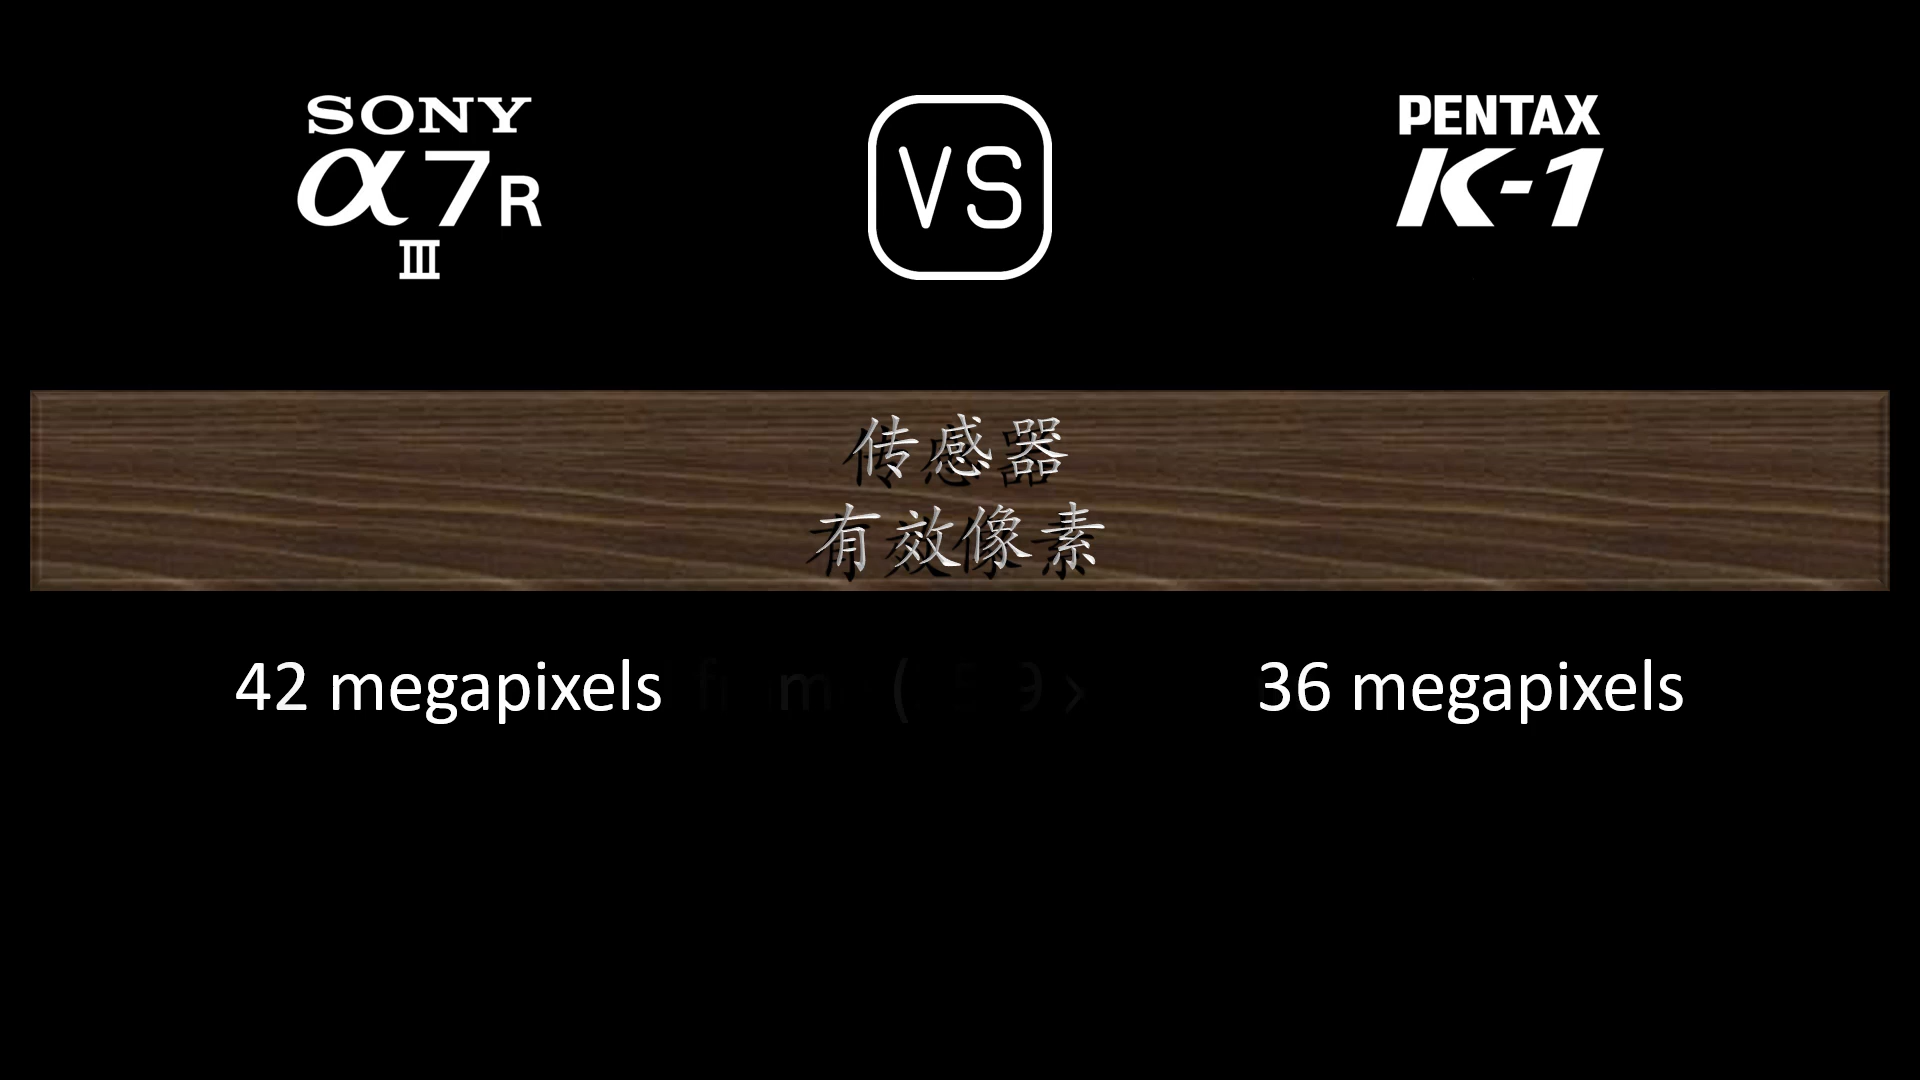 SONY
α7R
III
VS
PENTAX
K-1
传感器
有效像素
42 megapixels
36 megapixels